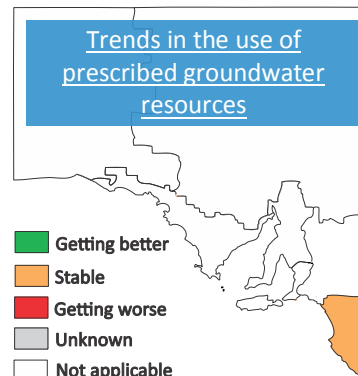 Trends in the use of
prescribed groundwater
resources
Getting better
Stable
Getting worse
Unknown
Not applicable